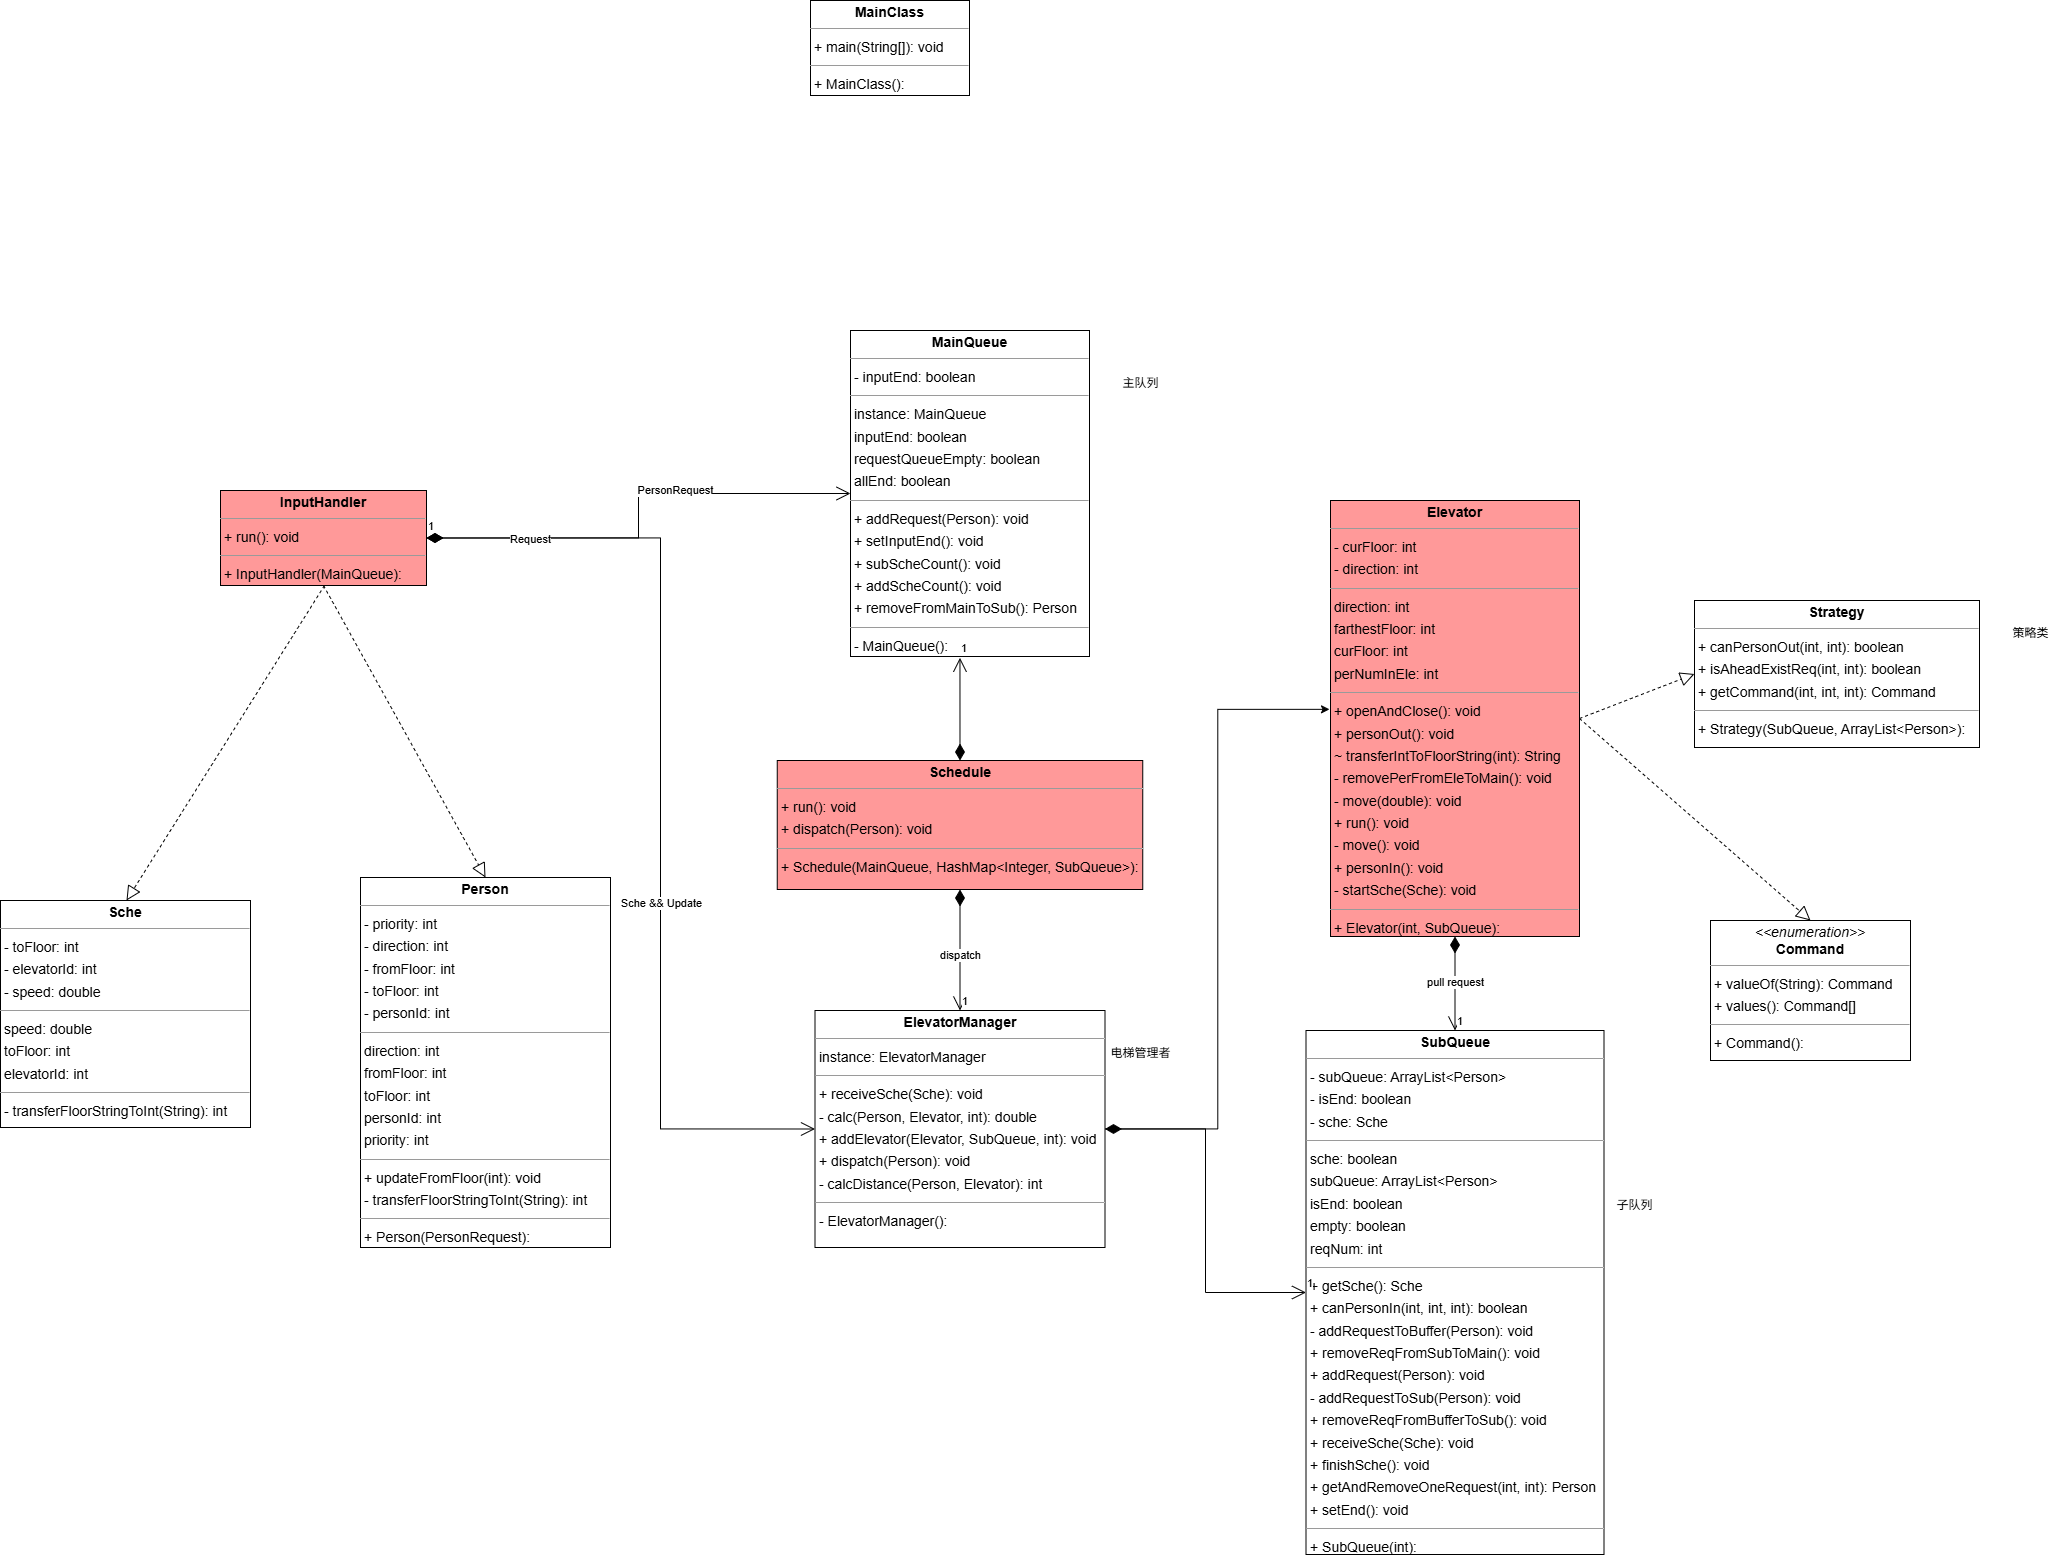 MainClass
+ main(String[]): void
+ MainClass():
MainQueue
- inputEnd: boolean
instance: MainQueue
inputEnd: boolean
requestQueueEmpty: boolean
allEnd: boolean
+ addRequest(Person): void
+ setInputEnd(): void
+ subScheCount(): void
+ addScheCount(): void
+ removeFromMainToSub(): Person
- MainQueue():
1
主队列
InputHandler
+ run(): void
+ InputHandler(MainQueue):
1
Request
PersonRequest
Sche && Update
Elevator
- curFloor: int
- direction: int
direction: int
farthestFloor: int
curFloor: int
perNumInEle: int
+ openAndClose(): void
+ personOut(): void
~ transferIntToFloorString(int): String
- removePerFromEleToMain(): void
- move(double): void
+ run(): void
- move(): void
+ personIn(): void
- startSche(Sche): void
+ Elevator(int, SubQueue):
Strategy
+ canPersonOut(int, int): boolean
+ isAheadExistReq(int, int): boolean
+ getCommand(int, int, int): Command
+ Strategy(SubQueue, ArrayList<Person>):
策略类
Schedule
+ run(): void
+ dispatch(Person): void
+ Schedule(MainQueue, HashMap<Integer, SubQueue>):
dispatch
1
Sche
- toFloor: int
- elevatorId: int
- speed: double
speed: double
toFloor: int
elevatorId: int
- transferFloorStringToInt(String): int
Person
- priority: int
- direction: int
- fromFloor: int
- toFloor: int
- personId: int
direction: int
fromFloor: int
toFloor: int
personId: int
priority: int
+ updateFromFloor(int): void
- transferFloorStringToInt(String): int
+ Person(PersonRequest):
ElevatorManager
instance: ElevatorManager
+ receiveSche(Sche): void
- calc(Person, Elevator, int): double
+ addElevator(Elevator, SubQueue, int): void
+ dispatch(Person): void
- calcDistance(Person, Elevator): int
- ElevatorManager():
电梯管理者
<<enumeration>>
Command
+ valueOf(String): Command
+ values(): Command[]
+ Command():
pull request
1
SubQueue
- subQueue: ArrayList<Person>
- isEnd: boolean
- sche: Sche
sche: boolean
subQueue: ArrayList<Person>
isEnd: boolean
empty: boolean
reqNum: int
1
+ getSche(): Sche
+ canPersonIn(int, int, int): boolean
- addRequestToBuffer(Person): void
+ removeReqFromSubToMain(): void
+ addRequest(Person): void
- addRequestToSub(Person): void
+ removeReqFromBufferToSub(): void
+ receiveSche(Sche): void
+ finishSche(): void
+ getAndRemoveOneRequest(int, int): Person
+ setEnd(): void
+ SubQueue(int):
子队列